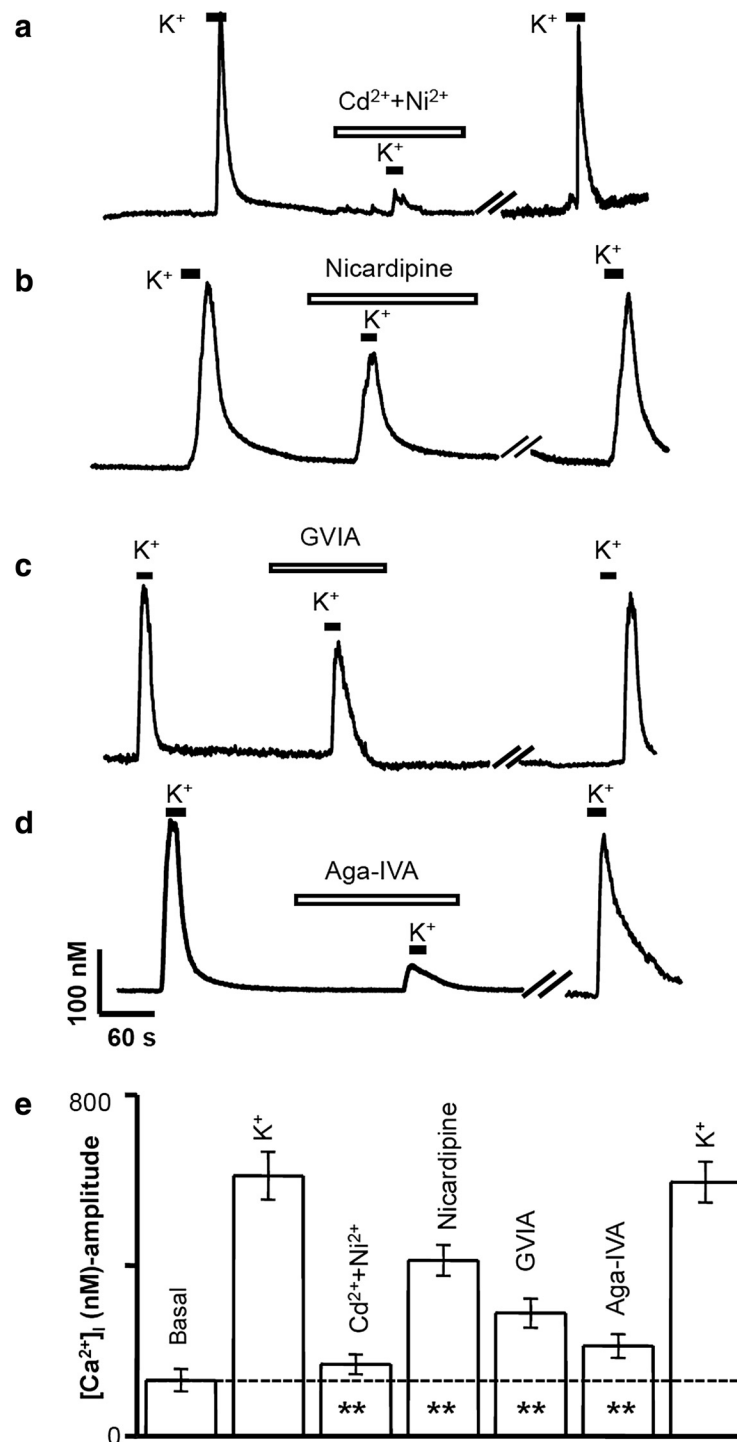 a
K⁺
K⁺
Cd²⁺+Ni²⁺
K⁺
b
K⁺
Nicardipine
K⁺
K⁺
c
K⁺
GVIA
K⁺
K⁺
d
K⁺
Aga-IVA
K⁺
K⁺
100 nM
60 s
e
800
0
[Ca²⁺]ᵢ (nM)-amplitude
Basal
K⁺
Cd²⁺+Ni²⁺
Nicardipine
GVIA
Aga-IVA
K⁺
** ** ** **